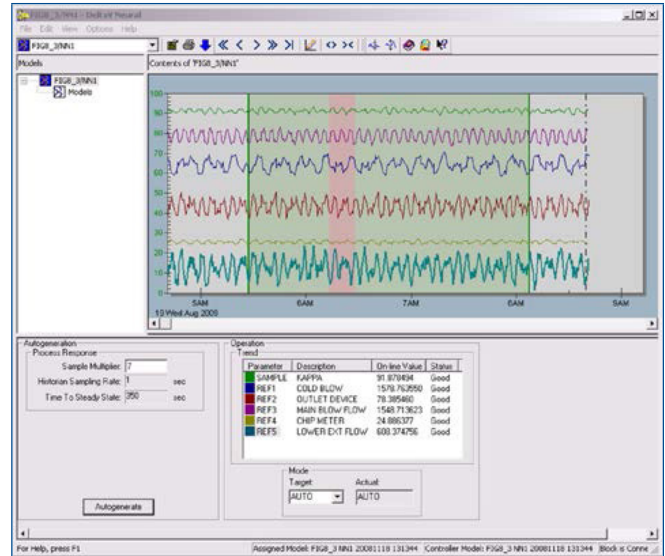 FIG8_3/NN1 - DeltaV Neural
File Edit View Options Help
FIG8_3/NN1
Models
Contents of 'FIG8_3/NN1'
FIG8_3/NN1
Models
100
90
80
70
60
50
40
30
20
10
0
5AM 6AM 7AM 8AM 9AM
19 Wed Aug 2009
Autogeneration
Process Response
Sample Multiplier: 7
Historian Sampling Rate: 1 sec
Time To Steady State: 350 sec
Autogenerate
Operation
Trend
Parameter Description On-line Value Status
SAMPLE KAPPA 91.878494 Good
REF1 COLD BLOW 1578.763550 Good
REF2 OUTLET DEVICE 78.385460 Good
REF3 MAIN BLOW FLOW 1548.713623 Good
REF4 CHIP METER 24.886377 Good
REF5 LOWER EXT FLOW 608.374756 Good
Mode
Target: Actual:
AUTO AUTO
For Help, press F1
Assigned Model: FIG8_3 NN1 20081118 131344 Controller Model: FIG8_3 NN1 20081118 131344 Block is Conne